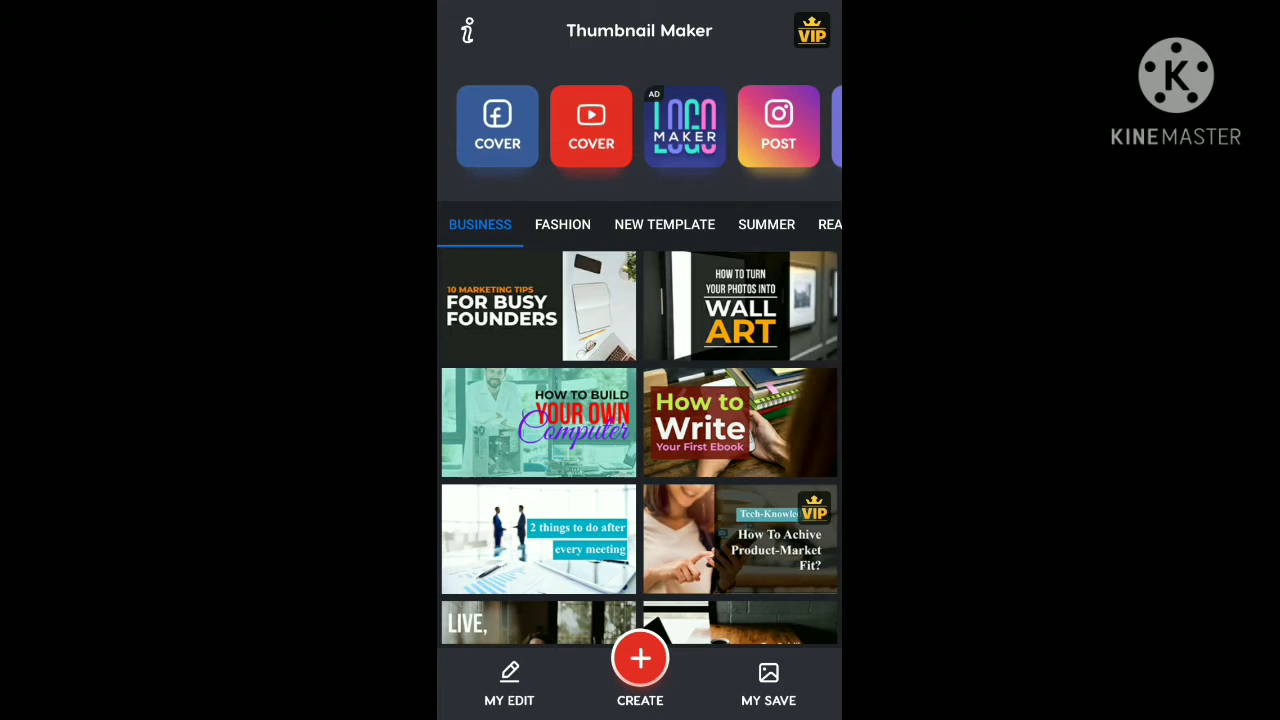 Thumbnail Maker
VIP
COVER
COVER
AD
LOGO
MAKER
POST
BUSINESS
FASHION
NEW TEMPLATE
SUMMER
REA
10 MARKETING TIPS
FOR BUSY
FOUNDERS
HOW TO TURN
YOUR PHOTOS INTO
WALL
ART
HOW TO BUILD
YOUR OWN
Computer
How to
Write
Your First Ebook
2 things to do after
every meeting
Tech-Knowle
VIP
How To Achive
Product-Market
Fit?
LIVE,
MY EDIT
CREATE
MY SAVE
K
KINEMASTER